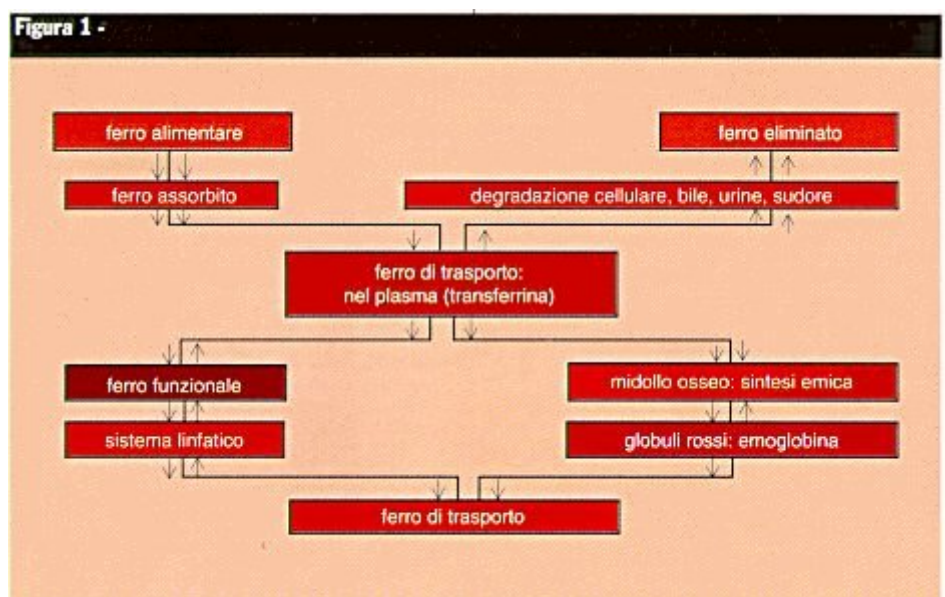 Figura 1 -
ferro alimentare
ferro eliminato
ferro assorbito
degradazione cellulare, bile, urine, sudore
ferro di trasporto:
nel plasma (transferrina)
ferro funzionale
midollo osseo: sintesi emica
sistema linfatico
globuli rossi: emoglobina
ferro di trasporto